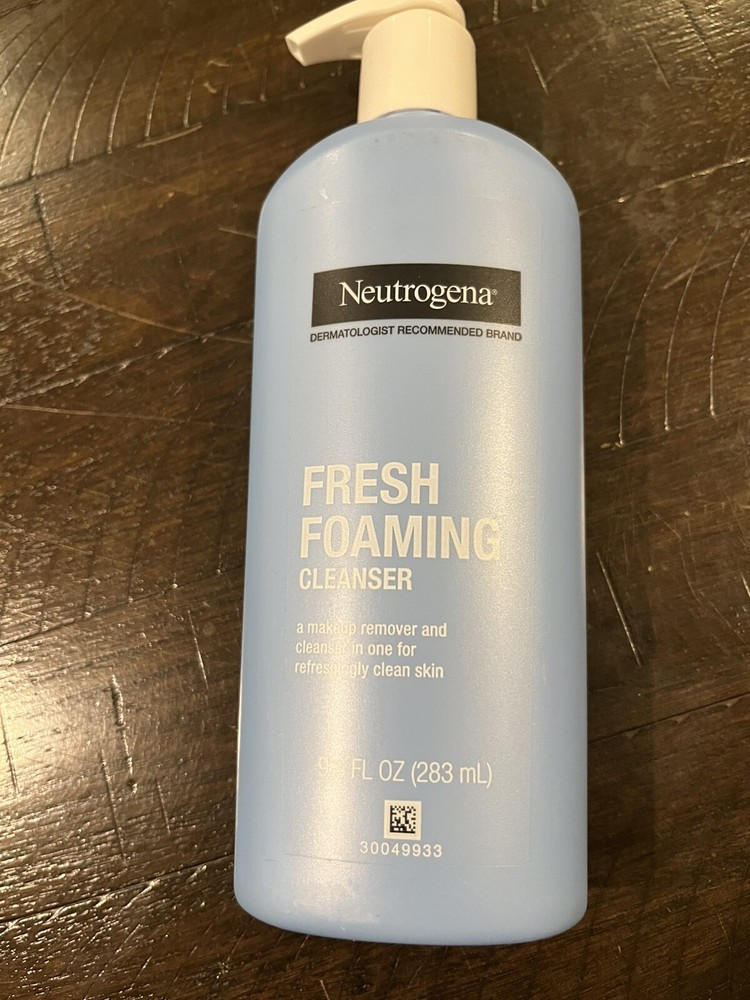 Neutrogena®
DERMATOLOGIST RECOMMENDED BRAND
FRESH
FOAMING
CLEANSER
a makeup remover and
cleanser in one for
refreshingly clean skin
FL OZ (283 mL)
30049933